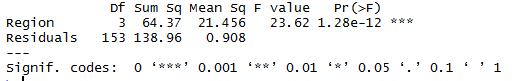 Df Sum Sq Mean Sq F value Pr(>F)
Region 3 64.37 21.456 23.62 1.28e-12 ***
Residuals 153 138.96 0.908
---
Signif. codes: 0 ‘***’ 0.001 ‘**’ 0.01 ‘*’ 0.05 ‘.’ 0.1 ‘ ’ 1